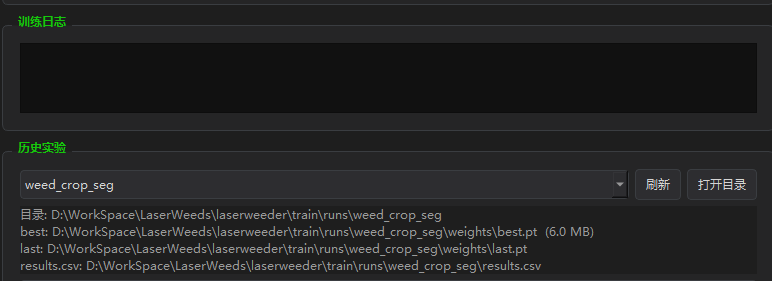 训练日志
历史实验
weed_crop_seg
刷新
打开目录
目录: D:\WorkSpace\LaserWeeds\laserweeder\train\runs\weed_crop_seg
best: D:\WorkSpace\LaserWeeds\laserweeder\train\runs\weed_crop_seg\weights\best.pt  (6.0 MB)
last: D:\WorkSpace\LaserWeeds\laserweeder\train\runs\weed_crop_seg\weights\last.pt
results.csv: D:\WorkSpace\LaserWeeds\laserweeder\train\runs\weed_crop_seg\results.csv